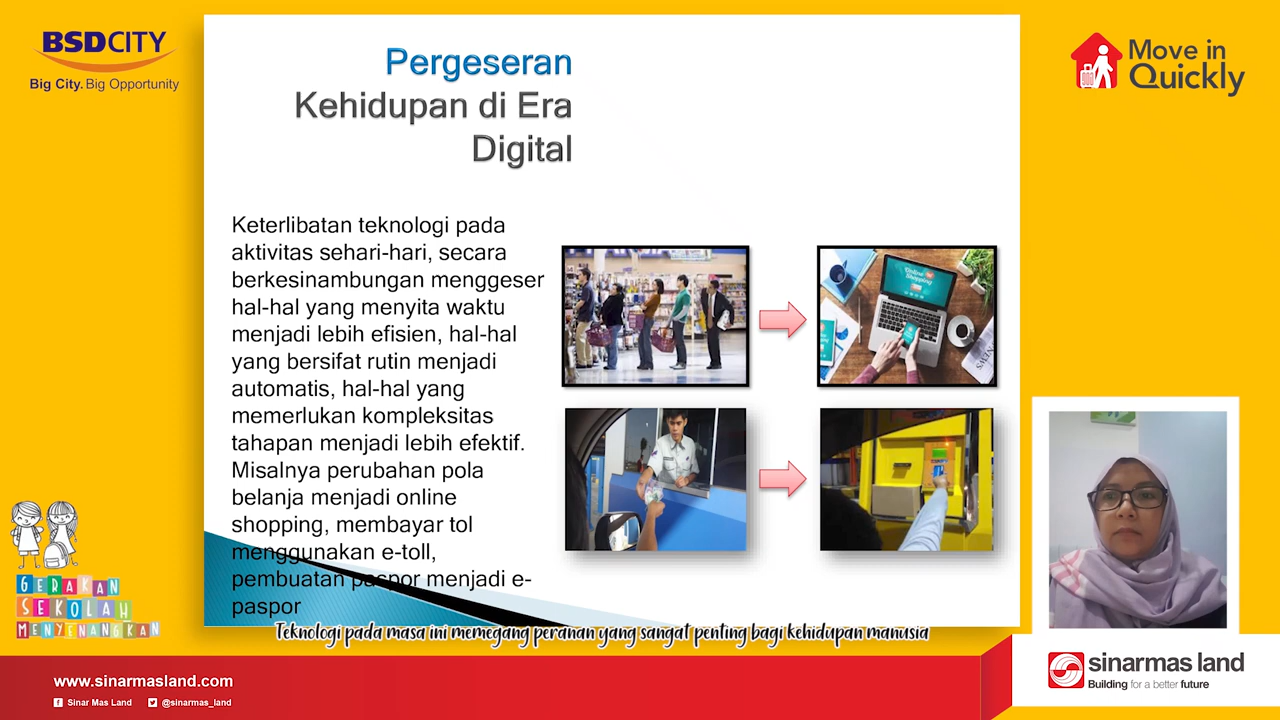 BSDCITY
Big City. Big Opportunity
Move in
Quickly
Pergeseran
Kehidupan di Era
Digital
Keterlibatan teknologi pada
aktivitas sehari-hari, secara
berkesinambungan menggeser
hal-hal yang menyita waktu
menjadi lebih efisien, hal-hal
yang bersifat rutin menjadi
automatis, hal-hal yang
memerlukan kompleksitas
tahapan menjadi lebih efektif.
Misalnya perubahan pola
belanja menjadi online
shopping, membayar tol
menggunakan e-toll,
pembuatan paspor menjadi e-
paspor
Online
Shopping
NEWS
GERAKAN
SEKOLAH
MENYENANGKAN
Teknologi pada masa ini memegang peranan yang sangat penting bagi kehidupan manusia
www.sinarmasland.com
Sinar Mas Land @sinarmas_land
sinarmas land
Building for a better future